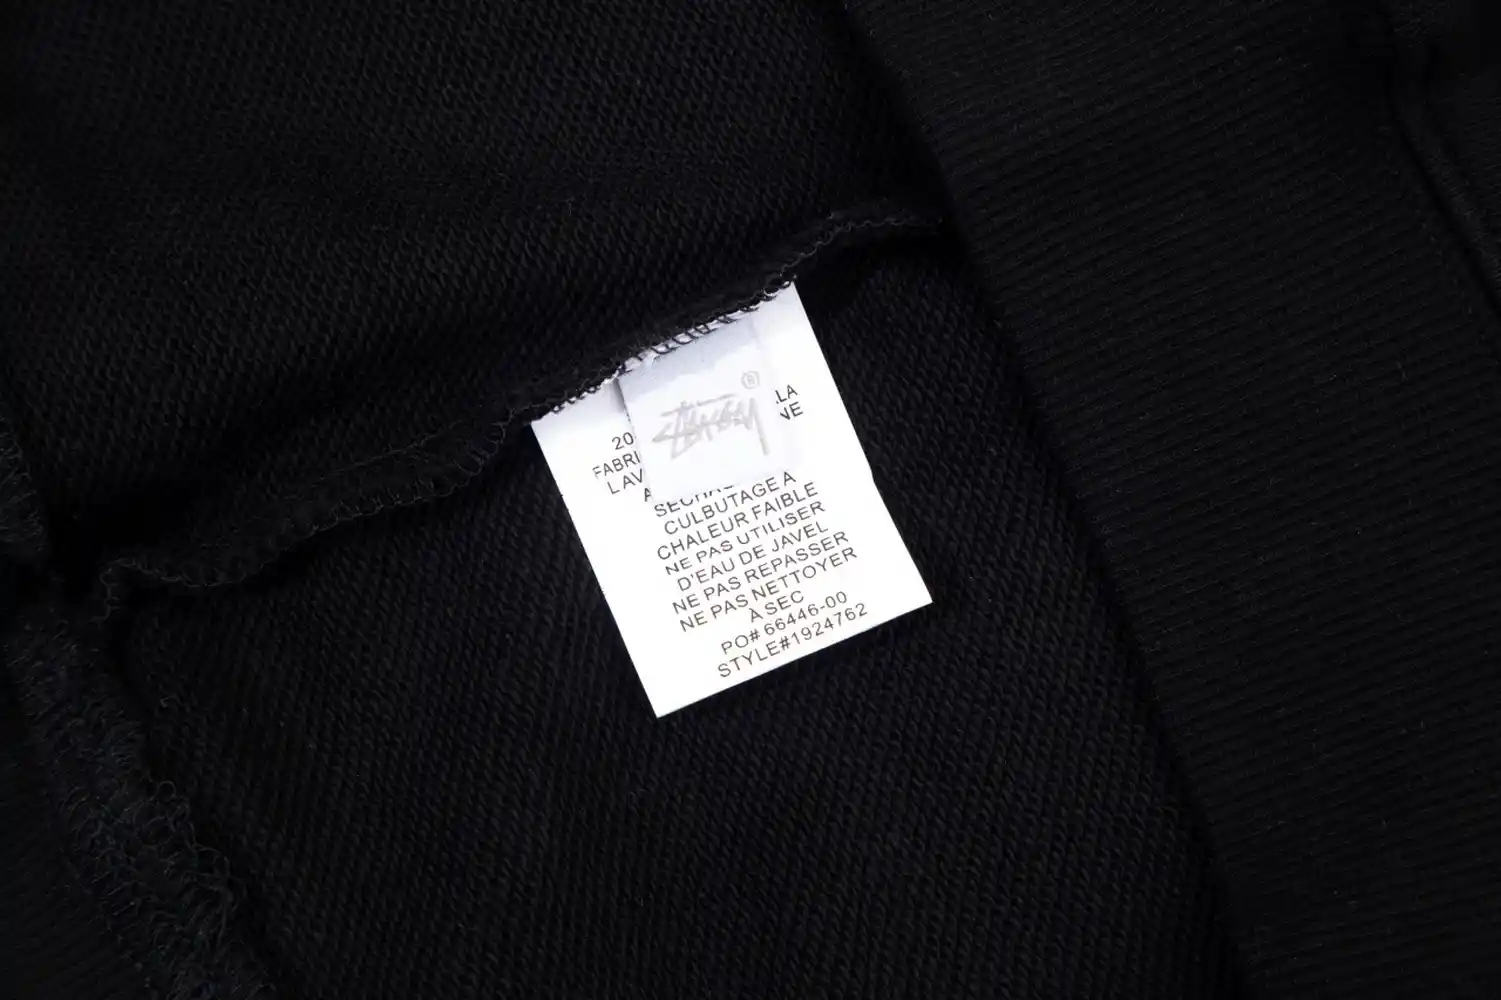 STÜSSY ®
LA
20
NE
FABRI
LAV
A
CULBUTAGE À
CHALEUR FAIBLE
NE PAS UTILISER
D'EAU DE JAVEL
NE PAS REPASSER
NE PAS NETTOYER
À SEC
PO# 66446-00
STYLE#1924762